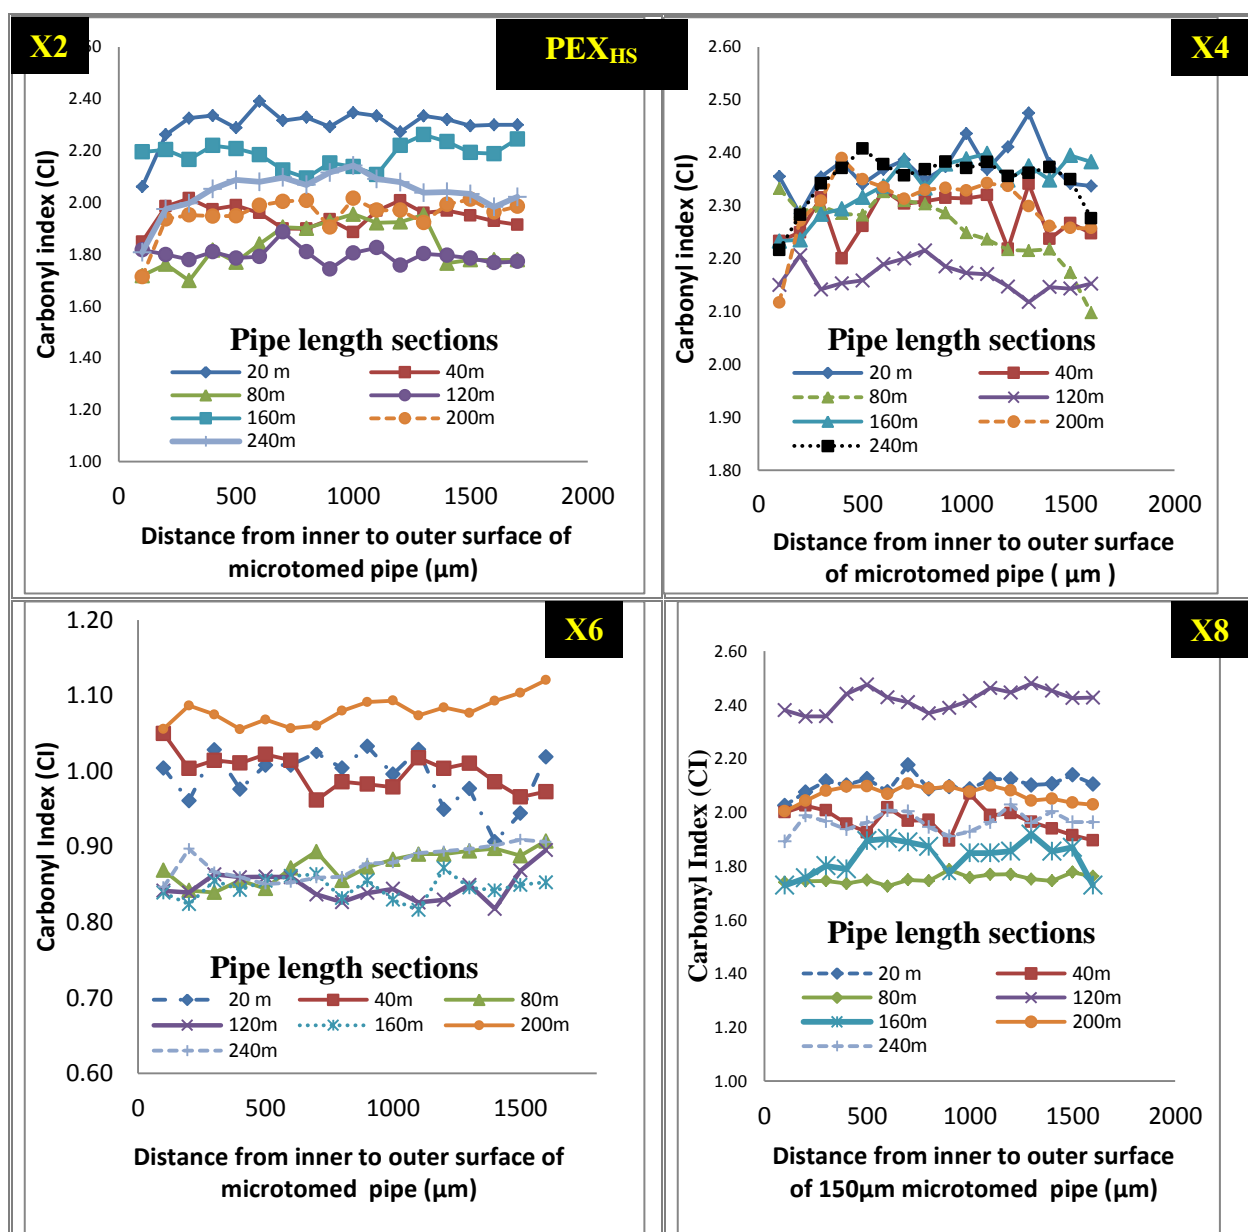 X2
PEXHS
X4
2.40
2.20
2.00
1.80
1.60
1.40
1.20
1.00
0
500
1000
1500
2000
Carbonyl index (CI)
Pipe length sections
20 m
40m
80m
120m
160m
200m
240m
Distance from inner to outer surface of
microtomed pipe (µm)
2.60
2.50
2.40
2.30
2.20
2.10
2.00
1.90
1.80
0
500
1000
1500
2000
Carbonyl index (CI)
Pipe length sections
20 m
40m
80m
120m
160m
200m
240m
Distance from inner to outer surface
of microtomed pipe ( µm )
X6
X8
1.20
1.10
1.00
0.90
0.80
0.70
0.60
0
500
1000
1500
Carbonyl Index (CI)
Pipe length sections
20 m
40m
80m
120m
160m
200m
240m
Distance from inner to outer surface of
microtomed pipe (µm)
2.60
2.40
2.20
2.00
1.80
1.60
1.40
1.20
1.00
0
500
1000
1500
2000
Carbonyl Index (CI)
Pipe length sections
20 m
40m
80m
120m
160m
200m
240m
Distance from inner to outer surface
of 150µm microtomed pipe (µm)